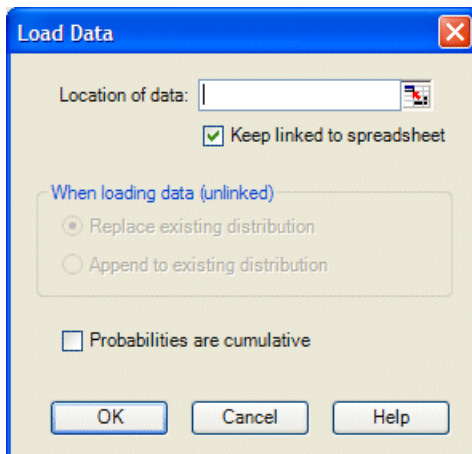 Load Data
Location of data:
Keep linked to spreadsheet
When loading data (unlinked)
Replace existing distribution
Append to existing distribution
Probabilities are cumulative
OK Cancel Help